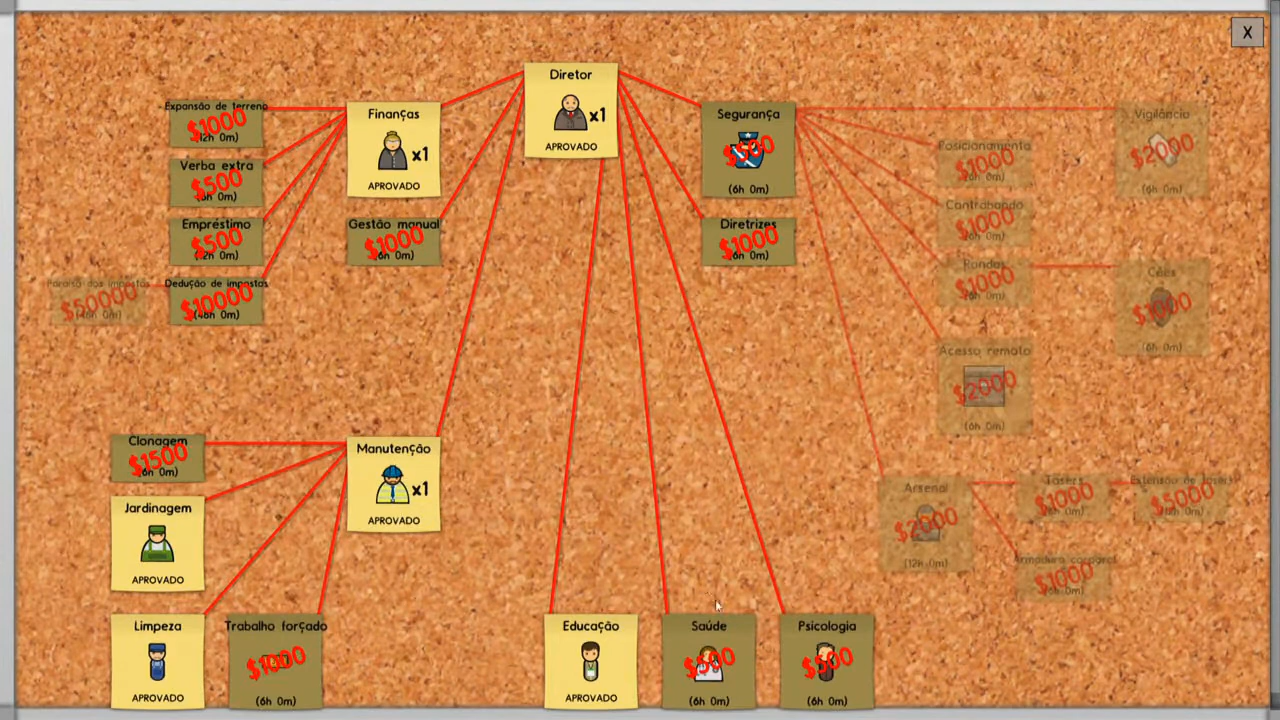 X
Diretor
x1
APROVADO
Expansão de terreno
$1000
(12h 0m)
Finanças
x1
APROVADO
Segurança
$500
(6h 0m)
Vigilância
$2000
(6h 0m)
Posicionamento
$1000
(6h 0m)
Verba extra
$500
(6h 0m)
Contrabando
$1000
(6h 0m)
Empréstimo
$500
(12h 0m)
Gestão manual
$1000
(6h 0m)
Diretrizes
$1000
(6h 0m)
Rondas
$1000
(6h 0m)
Cães
$1000
(6h 0m)
Paraíso dos impostos
$50000
Dedução de impostos
$10000
(48h 0m)
Acesso remoto
$2000
(6h 0m)
Clonagem
$1500
(6h 0m)
Manutenção
x1
APROVADO
Jardinagem
APROVADO
Arsenal
$2000
(12h 0m)
Tasers
$1000
(6h 0m)
$5000
Armadura corporal
$1000
(6h 0m)
Limpeza
APROVADO
Trabalho forçado
$1000
(6h 0m)
Educação
APROVADO
Saúde
$500
(6h 0m)
Psicologia
$500
(6h 0m)